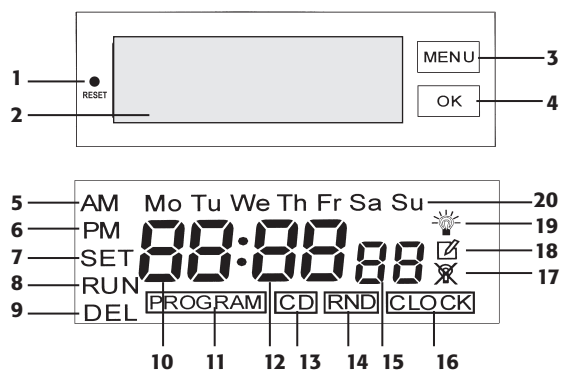 MENU
3
1
RESET
OK
4
2
5 AM Mo Tu We Th Fr Sa Su 20
6 PM 88:88 88 19
7 SET 18
8 RUN 17
9 DEL PROGRAM CD RND CLOCK
10 11 12 13 14 15 16